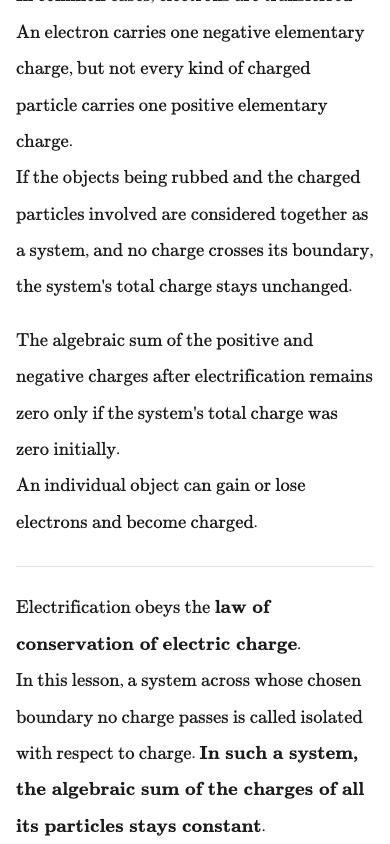 An electron carries one negative elementary
charge, but not every kind of charged
particle carries one positive elementary
charge.
If the objects being rubbed and the charged
particles involved are considered together as
a system, and no charge crosses its boundary,
the system's total charge stays unchanged.
The algebraic sum of the positive and
negative charges after electrification remains
zero only if the system's total charge was
zero initially.
An individual object can gain or lose
electrons and become charged.
Electrification obeys the law of
conservation of electric charge.
In this lesson, a system across whose chosen
boundary no charge passes is called isolated
with respect to charge. In such a system,
the algebraic sum of the charges of all
its particles stays constant.